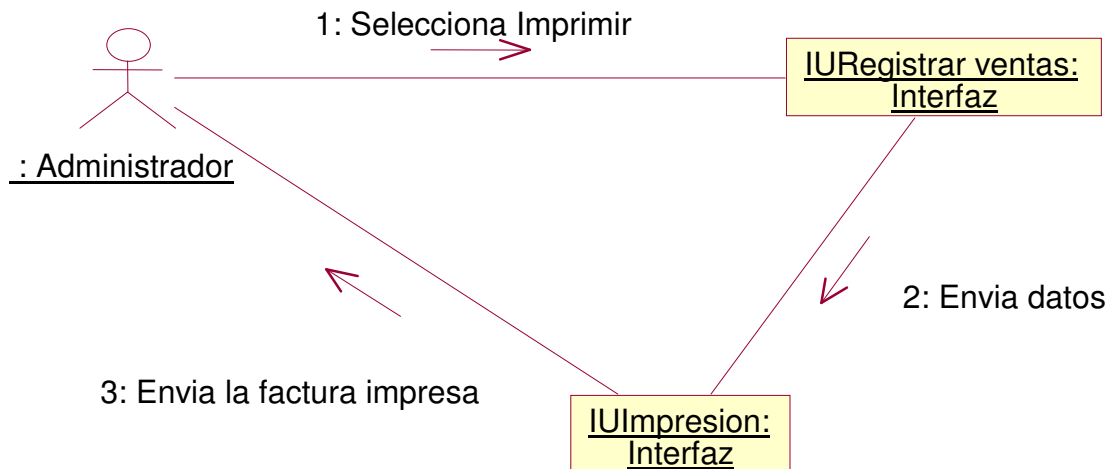 1: Selecciona Imprimir
IURegistrar ventas:
Interfaz
: Administrador
2: Envia datos
3: Envia la factura impresa
IUImpresion:
Interfaz